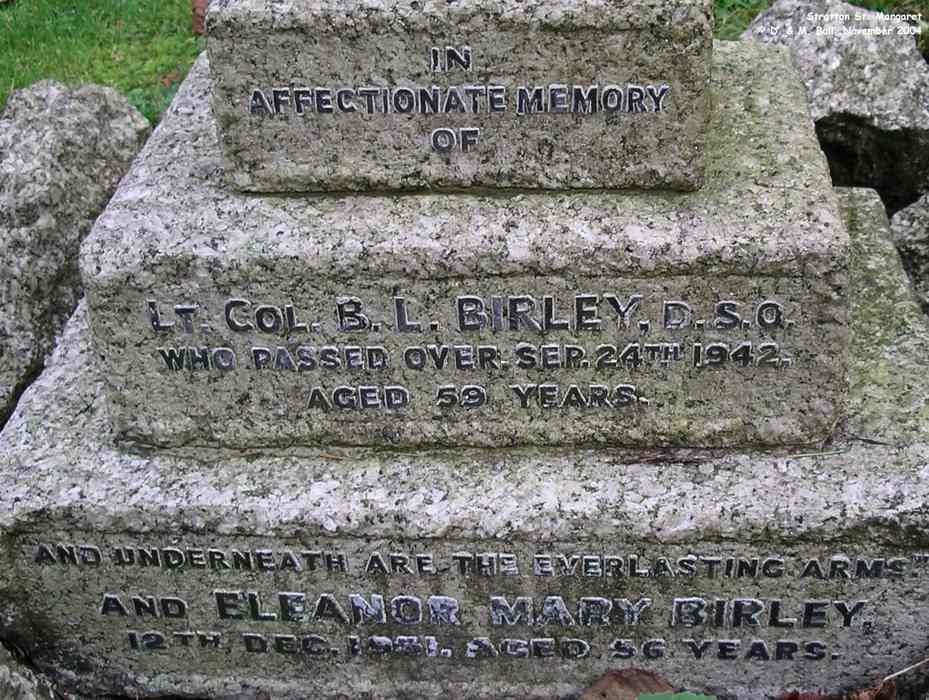 Stratton St. Margaret
© D. & M. Ball, November 2004
IN
AFFECTIONATE MEMORY
OF
LT. COL. B. L. BIRLEY, D.S.O.
WHO PASSED OVER SEP. 24TH 1942.
AGED 59 YEARS.
"AND UNDERNEATH ARE THE EVERLASTING ARMS."
AND ELEANOR MARY BIRLEY,
12TH DEC. 1951. AGED 56 YEARS.